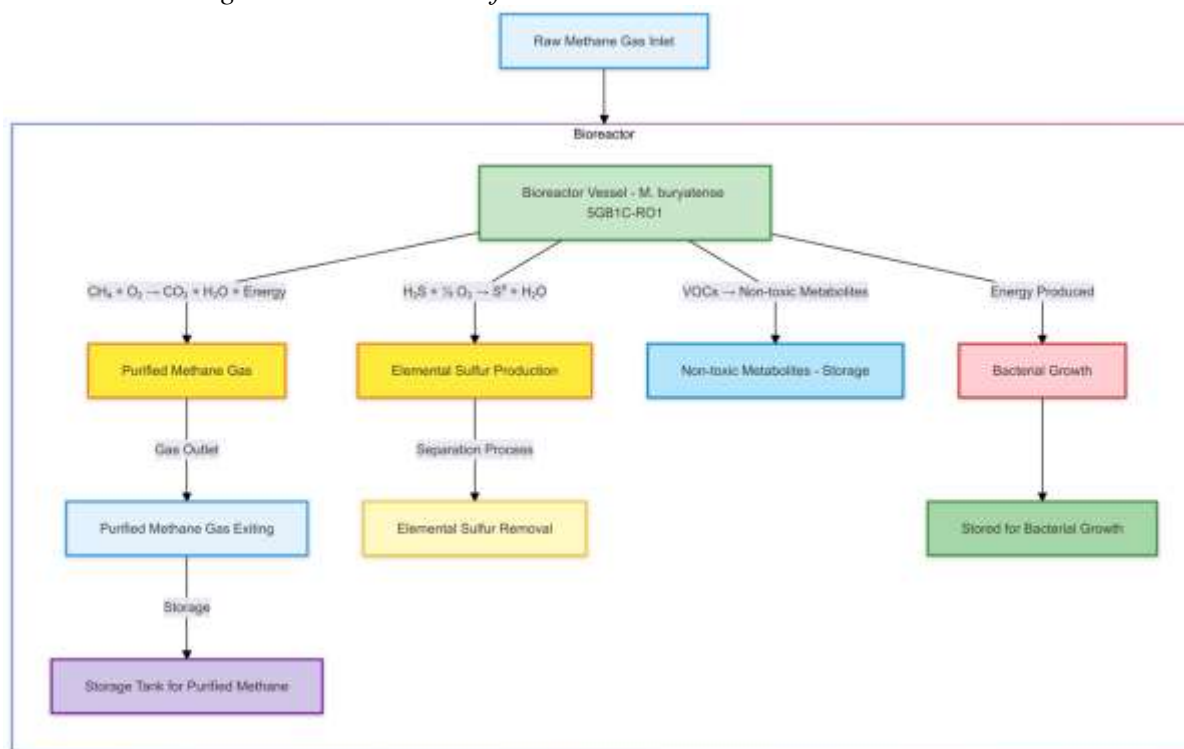 Raw Methane Gas Inlet
Bioreactor
Bioreactor Vessel - M. buryatense
5GB1C-RO1
CH₄ + O₂ → CO₂ + H₂O + Energy
H₂S + ½ O₂ → S⁰ + H₂O
VOCs → Non-toxic Metabolites
Energy Produced
Purified Methane Gas
Elemental Sulfur Production
Non-toxic Metabolites - Storage
Bacterial Growth
Gas Outlet
Separation Process
Purified Methane Gas Exiting
Elemental Sulfur Removal
Stored for Bacterial Growth
Storage
Storage Tank for Purified Methane